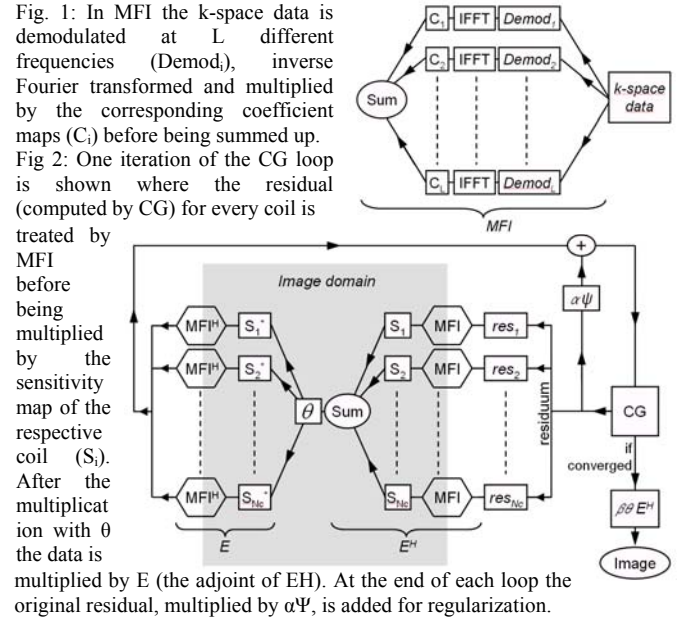 Fig. 1: In MFI the k-space data is
demodulated at L different
frequencies (Demodᵢ), inverse
Fourier transformed and multiplied
by the corresponding coefficient
maps (Cᵢ) before being summed up.
Fig 2: One iteration of the CG loop
is shown where the residual
(computed by CG) for every coil is
C₁ IFFT Demod₁
C₂ IFFT Demod₂
Sum
k-space
data
C_L IFFT Demod_L
MFI
treated by
MFI
before
being
multiplied
by the
sensitivity
map of the
respective
coil (Sᵢ).
After the
multiplicat
ion with θ
the data is
+
Image domain
αψ
MFIᴴ S₁* S₁ MFI res₁
MFIᴴ S₂* S₂ MFI res₂
θ Sum
residuum
CG
if
converged
MFIᴴ S_Nc* S_Nc MFI res_Nc
βθ Eᴴ
E Eᴴ
Image
multiplied by E (the adjoint of EH). At the end of each loop the
original residual, multiplied by αΨ, is added for regularization.